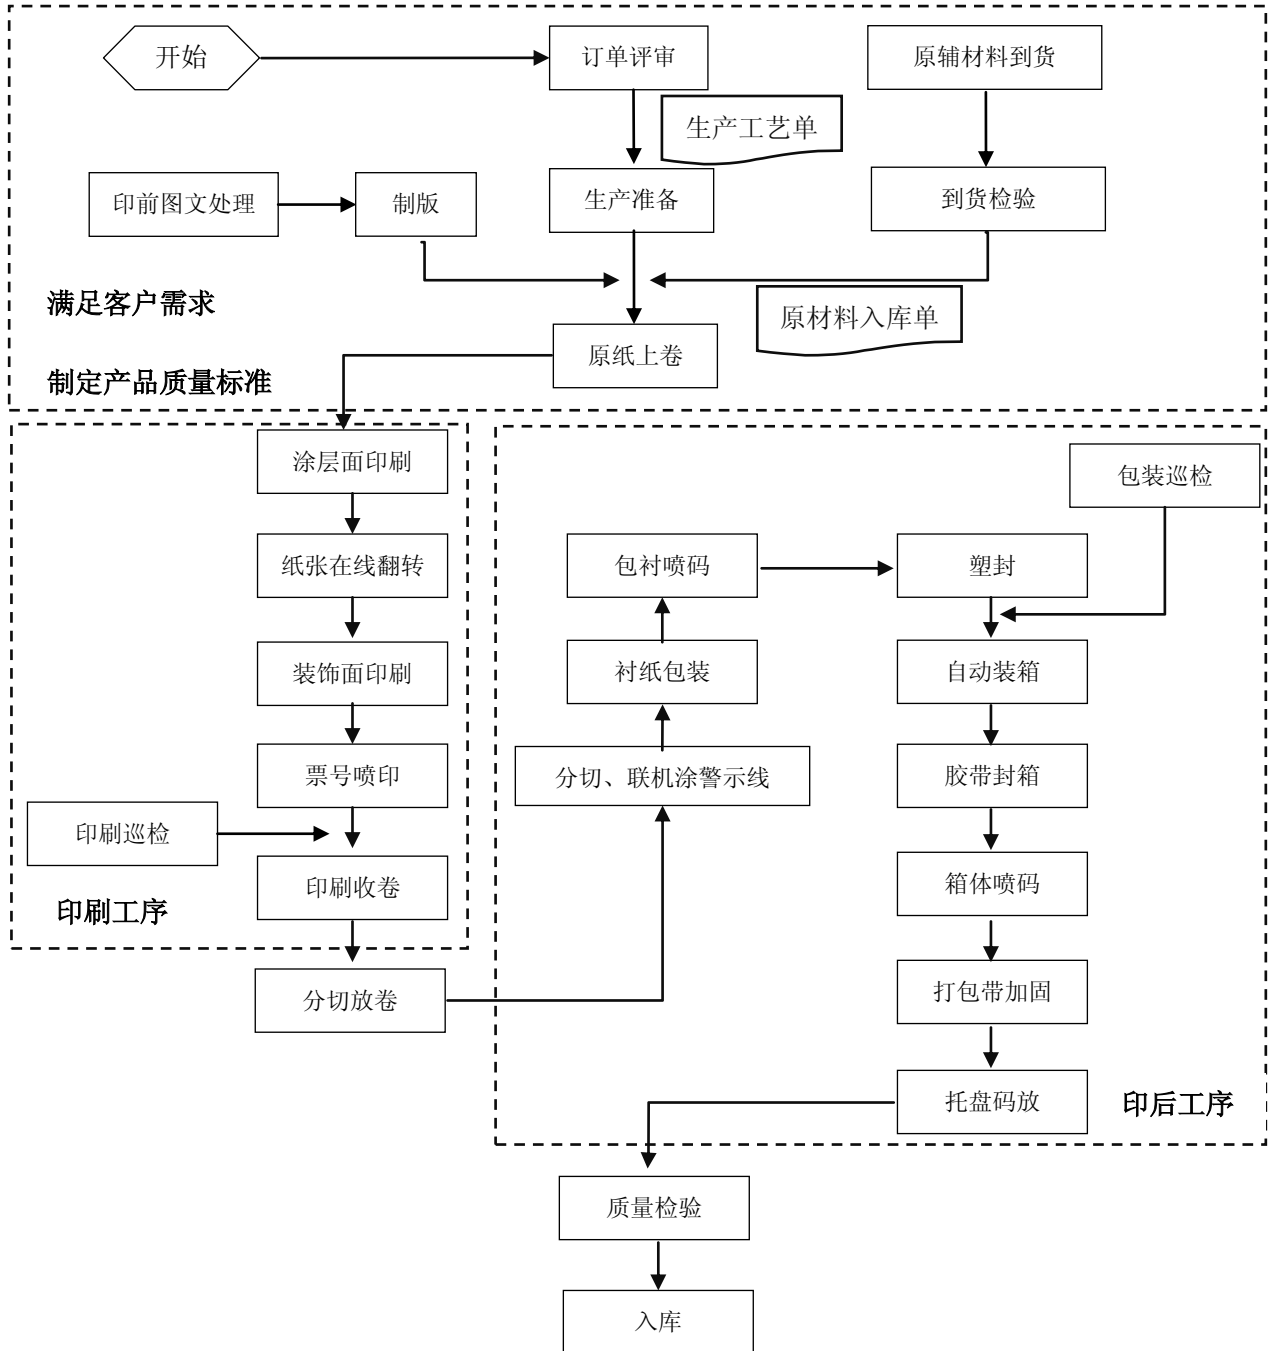 开始
订单评审
原辅材料到货
生产工艺单
印前图文处理
制版
生产准备
到货检验
满足客户需求
原材料入库单
原纸上卷
制定产品质量标准
涂层面印刷
纸张在线翻转
装饰面印刷
票号喷印
印刷巡检
印刷收卷
印刷工序
分切放卷
包装巡检
包衬喷码
塑封
衬纸包装
自动装箱
分切、联机涂警示线
胶带封箱
箱体喷码
打包带加固
托盘码放
印后工序
质量检验
入库